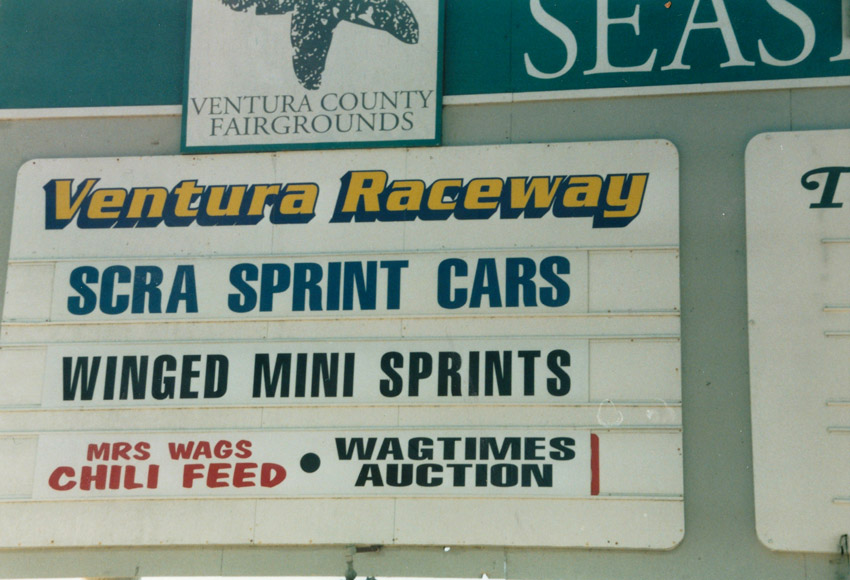 SEAS
VENTURA COUNTY
FAIRGROUNDS
Ventura Raceway
SCRA SPRINT CARS
WINGED MINI SPRINTS
MRS WAGS
CHILI FEED • WAGTIMES
AUCTION
T